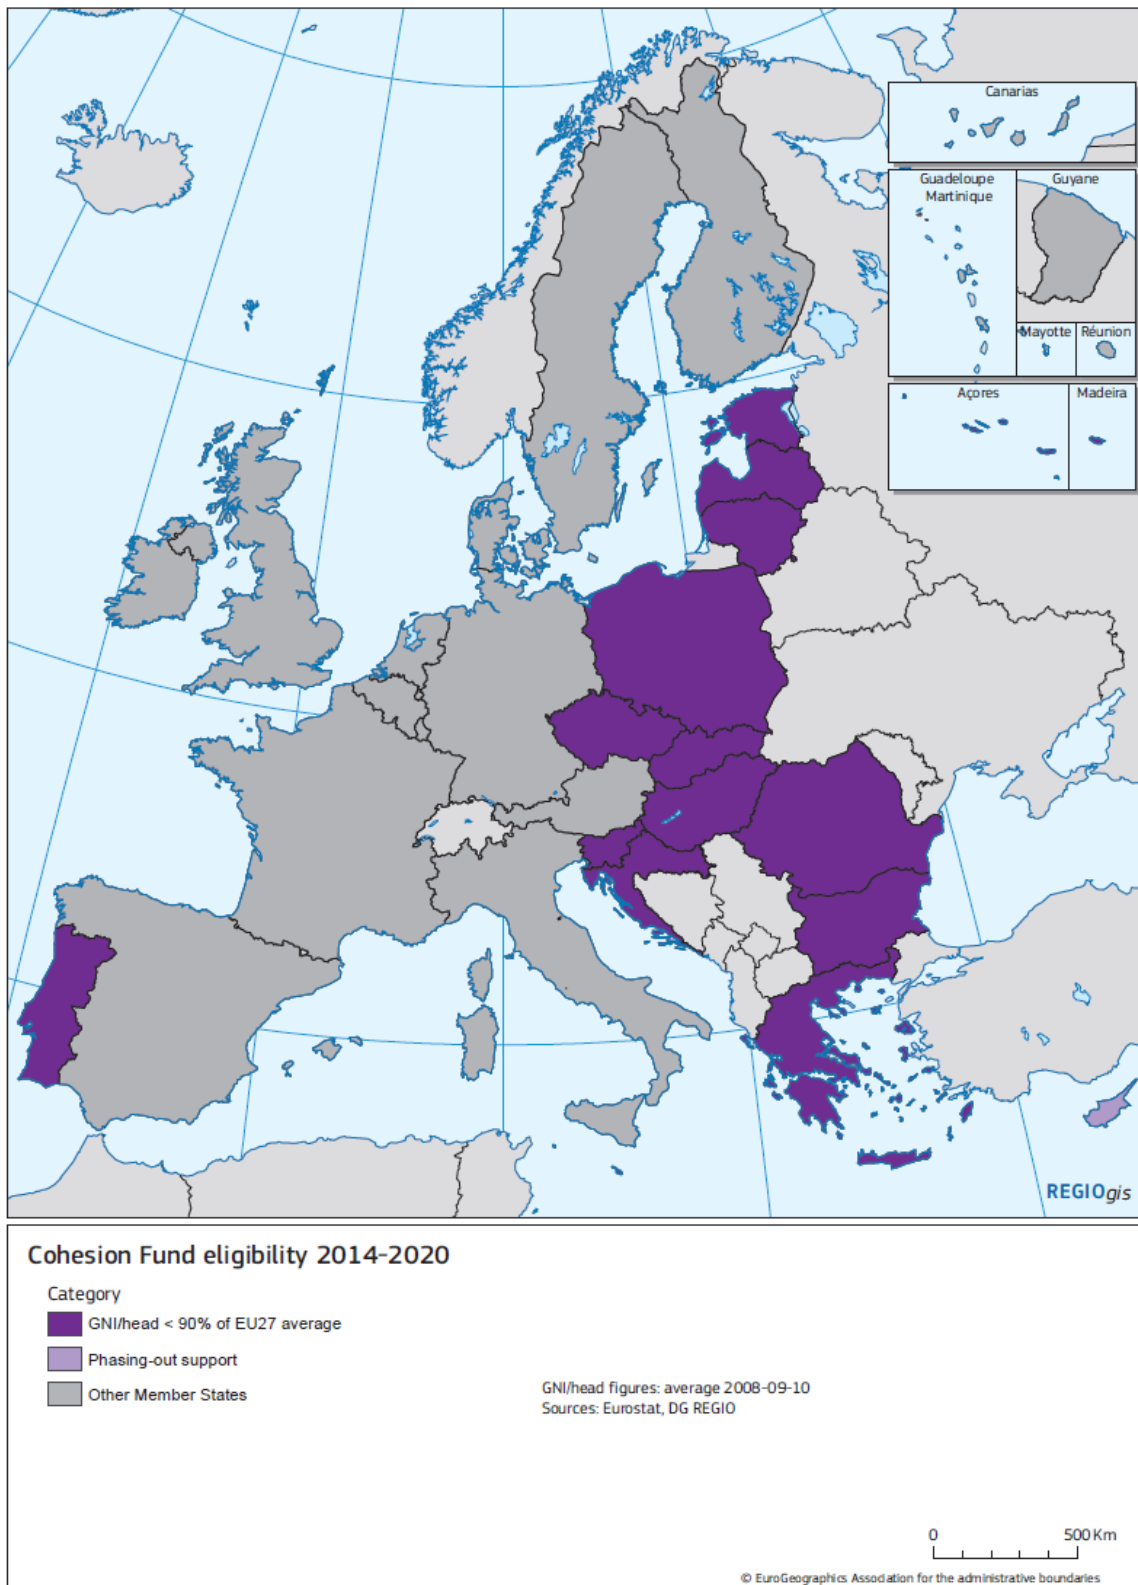 Canarias
Guadeloupe
Martinique
Guyane
Mayotte
Réunion
Açores
Madeira
REGIOgis
Cohesion Fund eligibility 2014-2020
Category
GNI/head < 90% of EU27 average
Phasing-out support
Other Member States
GNI/head figures: average 2008-09-10
Sources: Eurostat, DG REGIO
0 500 Km
© EuroGeographics Association for the administrative boundaries